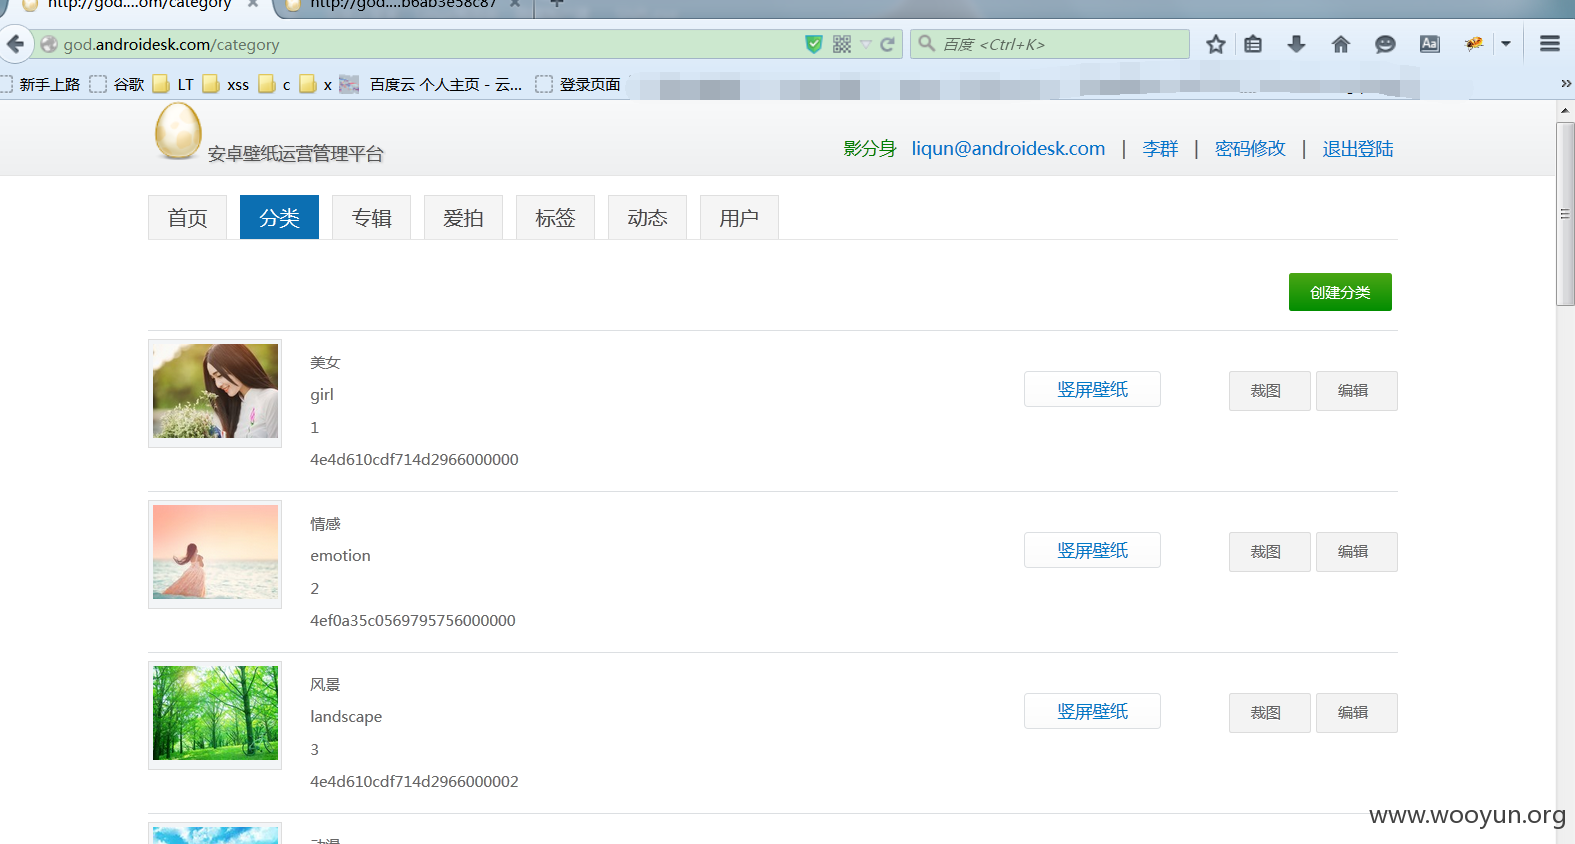 http://god....om/category × http://god....b6ab3e58c87 × +
god.androidesk.com/category 百度 <Ctrl+K>
新手上路 谷歌 LT xss c x 百度云 个人主页 - 云... 登录页面 »
安卓壁纸运营管理平台
影分身 liqun@androidesk.com | 李群 | 密码修改 | 退出登陆
首页 分类 专辑 爱拍 标签 动态 用户
创建分类
美女
girl
1
4e4d610cdf714d2966000000
竖屏壁纸 裁图 编辑
情感
emotion
2
4ef0a35c0569795756000000
竖屏壁纸 裁图 编辑
风景
landscape
3
4e4d610cdf714d2966000002
竖屏壁纸 裁图 编辑
动漫
www.wooyun.org